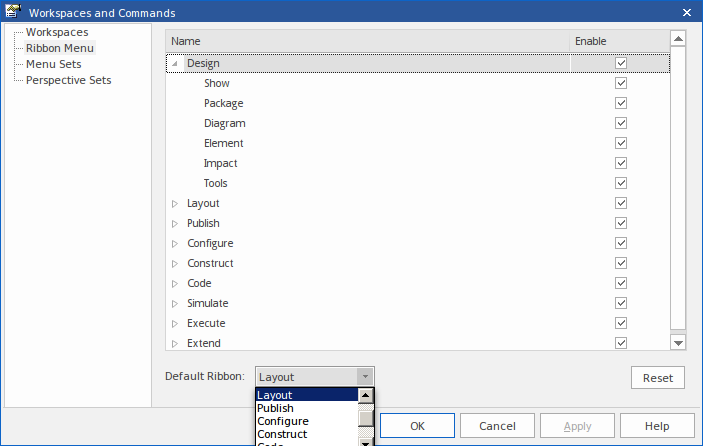 Workspaces and Commands
Workspaces
Ribbon Menu
Menu Sets
Perspective Sets
Name Enable
Design
Show
Package
Diagram
Element
Impact
Tools
Layout
Publish
Configure
Construct
Code
Simulate
Execute
Extend
Default Ribbon: Layout Reset
Layout
Publish
Configure
Construct
Code
OK Cancel Apply Help